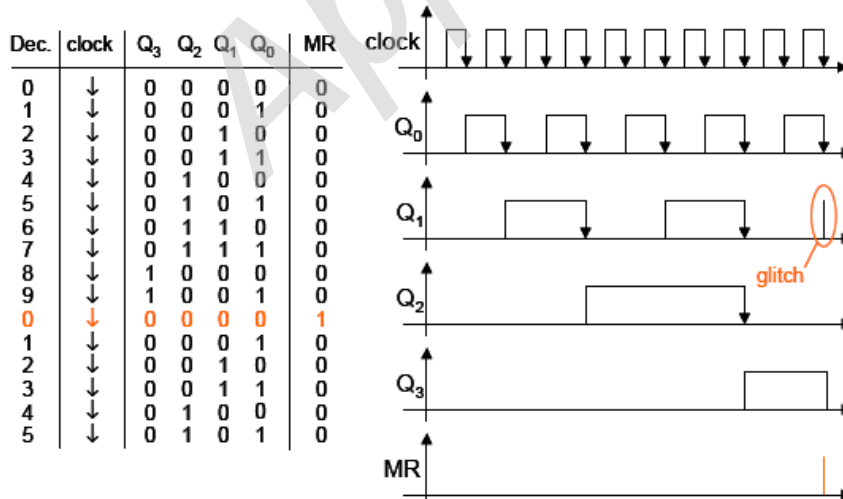 Dec. clock Q₃ Q₂ Q₁ Q₀ MR
0 ↓ 0 0 0 0 0
1 ↓ 0 0 0 1 0
2 ↓ 0 0 1 0 0
3 ↓ 0 0 1 1 0
4 ↓ 0 1 0 0 0
5 ↓ 0 1 0 1 0
6 ↓ 0 1 1 0 0
7 ↓ 0 1 1 1 0
8 ↓ 1 0 0 0 0
9 ↓ 1 0 0 1 0
0 ↓ 0 0 0 0 1
1 ↓ 0 0 0 1 0
2 ↓ 0 0 1 0 0
3 ↓ 0 0 1 1 0
4 ↓ 0 1 0 0 0
5 ↓ 0 1 0 1 0
clock
Q₀
Q₁
glitch
Q₂
Q₃
MR